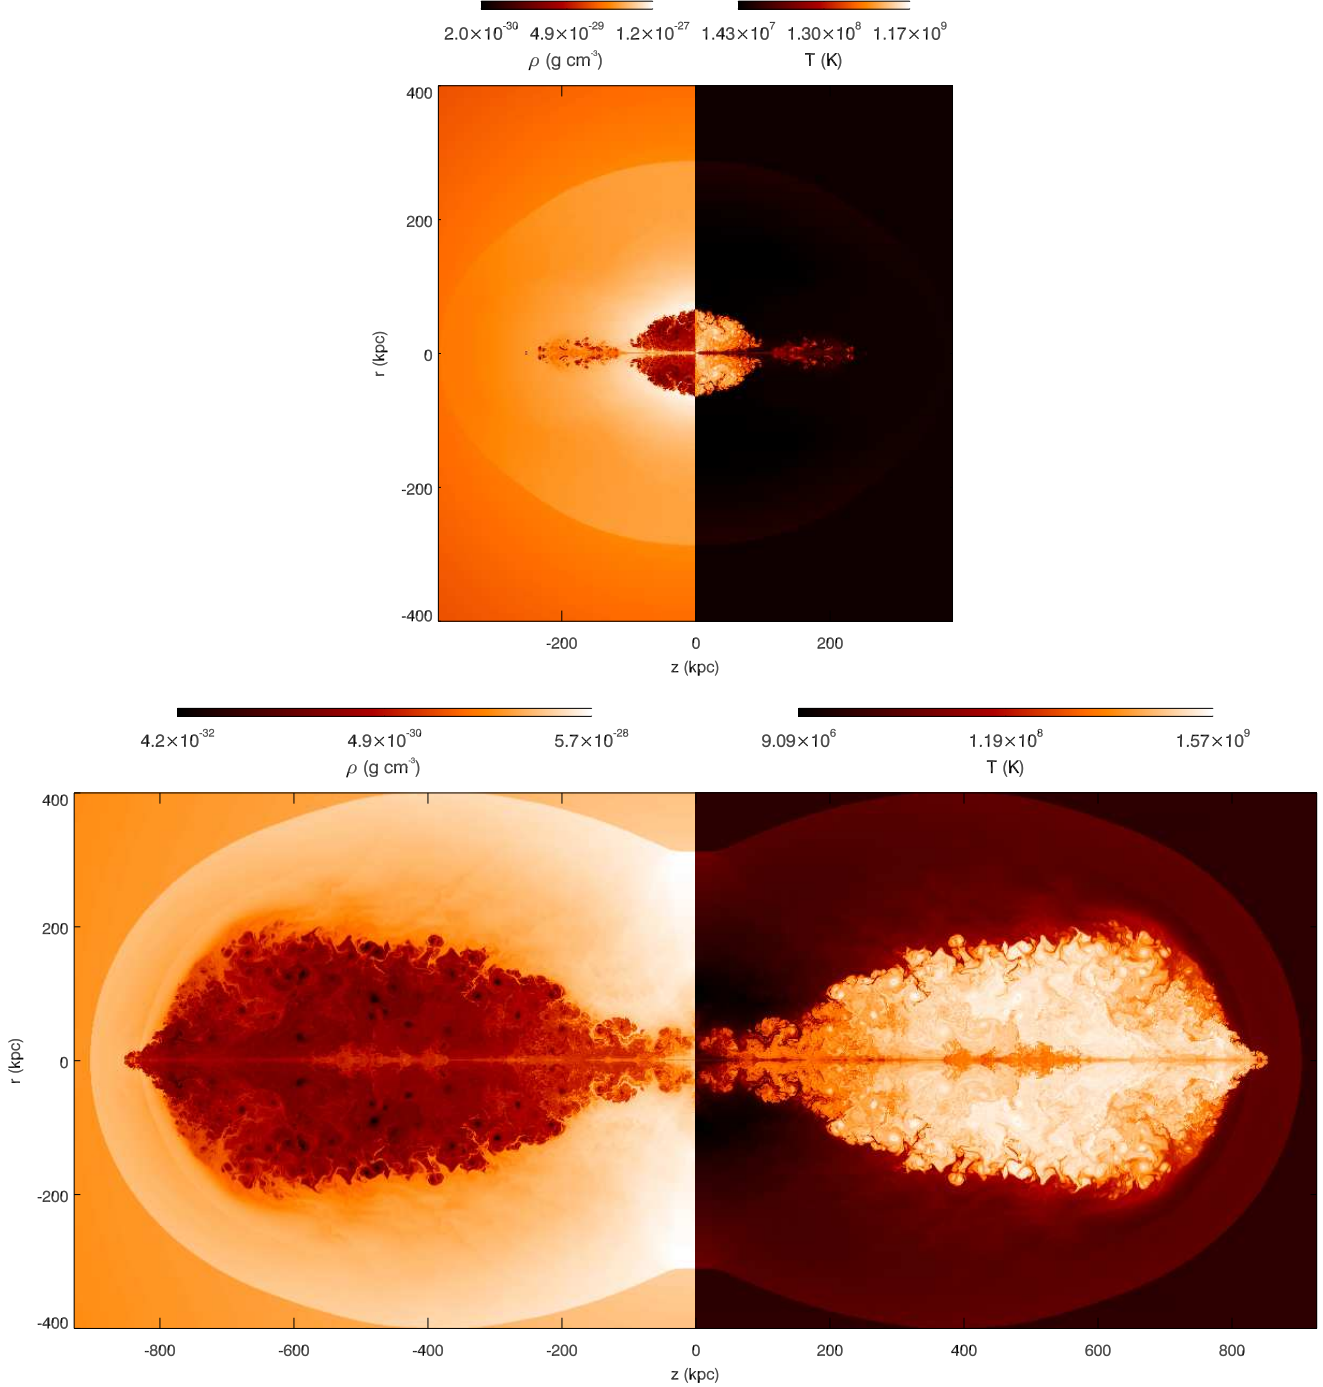 2.0×10⁻³⁰ 4.9×10⁻²⁹ 1.2×10⁻²⁷ 1.43×10⁷ 1.30×10⁸ 1.17×10⁹
ρ (g cm⁻³) T (K)
400
200
0
-200
-400
r (kpc)
-200 0 200
z (kpc)
4.2×10⁻³² 4.9×10⁻³⁰ 5.7×10⁻²⁸ 9.09×10⁶ 1.19×10⁸ 1.57×10⁹
ρ (g cm⁻³) T (K)
400
200
0
-200
-400
r (kpc)
-800 -600 -400 -200 0 200 400 600 800
z (kpc)